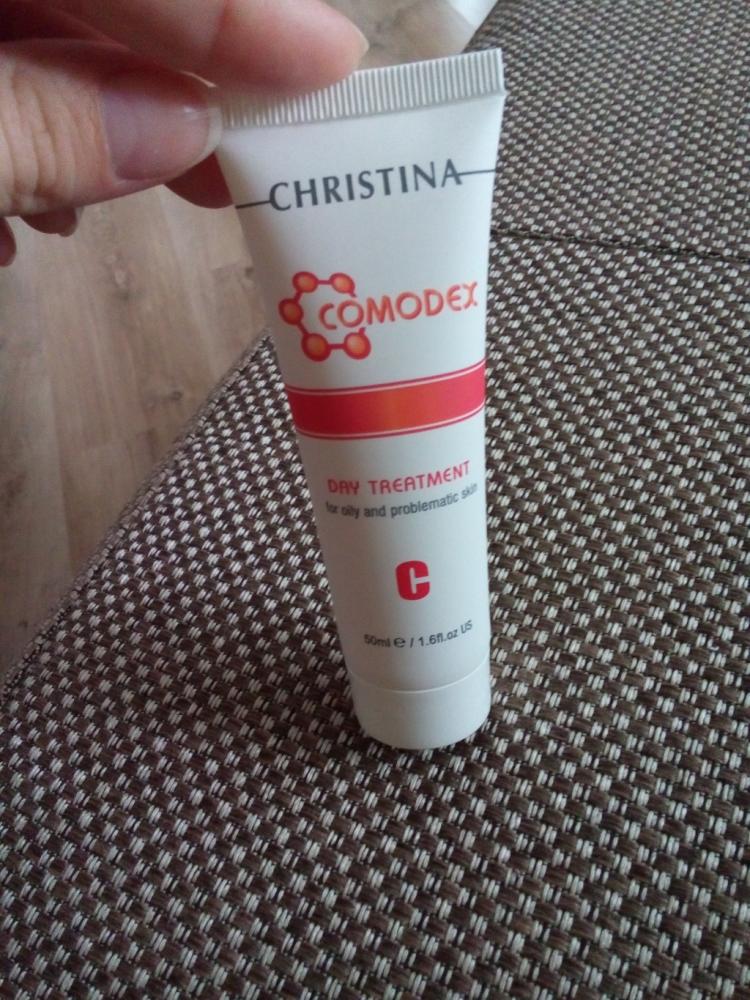 CHRISTINA
COMODEX
DAY TREATMENT
for oily and problematic skin
C
50ml ℮ / 1.6fl.oz US